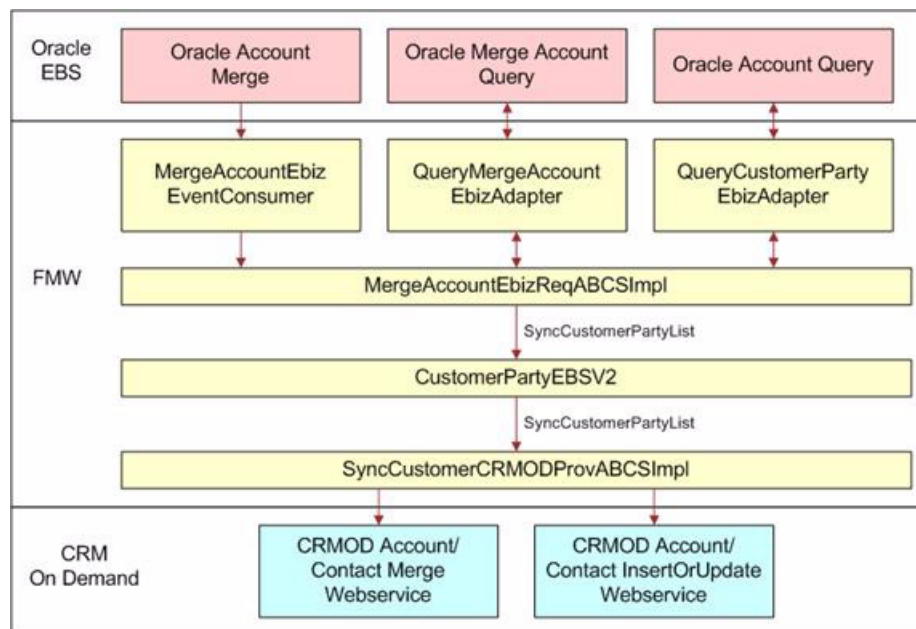 Oracle
EBS
Oracle Account
Merge
Oracle Merge Account
Query
Oracle Account Query
FMW
MergeAccountEbiz
EventConsumer
QueryMergeAccount
EbizAdapter
QueryCustomerParty
EbizAdapter
MergeAccountEbizReqABCSImpl
SyncCustomerPartyList
CustomerPartyEBSV2
SyncCustomerPartyList
SyncCustomerCRMODProvABCSImpl
CRM
On Demand
CRMOD Account/
Contact Merge
Webservice
CRMOD Account/
Contact InsertOrUpdate
Webservice